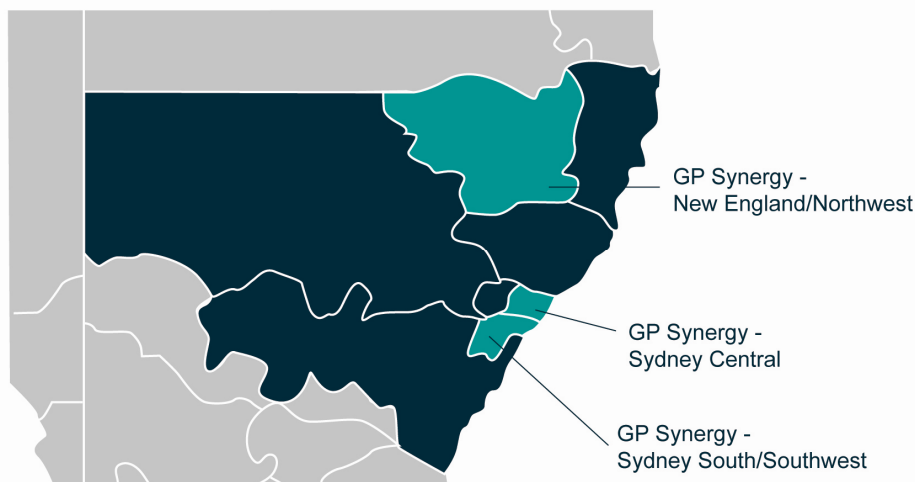 GP Synergy -
New England/Northwest
GP Synergy -
Sydney Central
GP Synergy -
Sydney South/Southwest